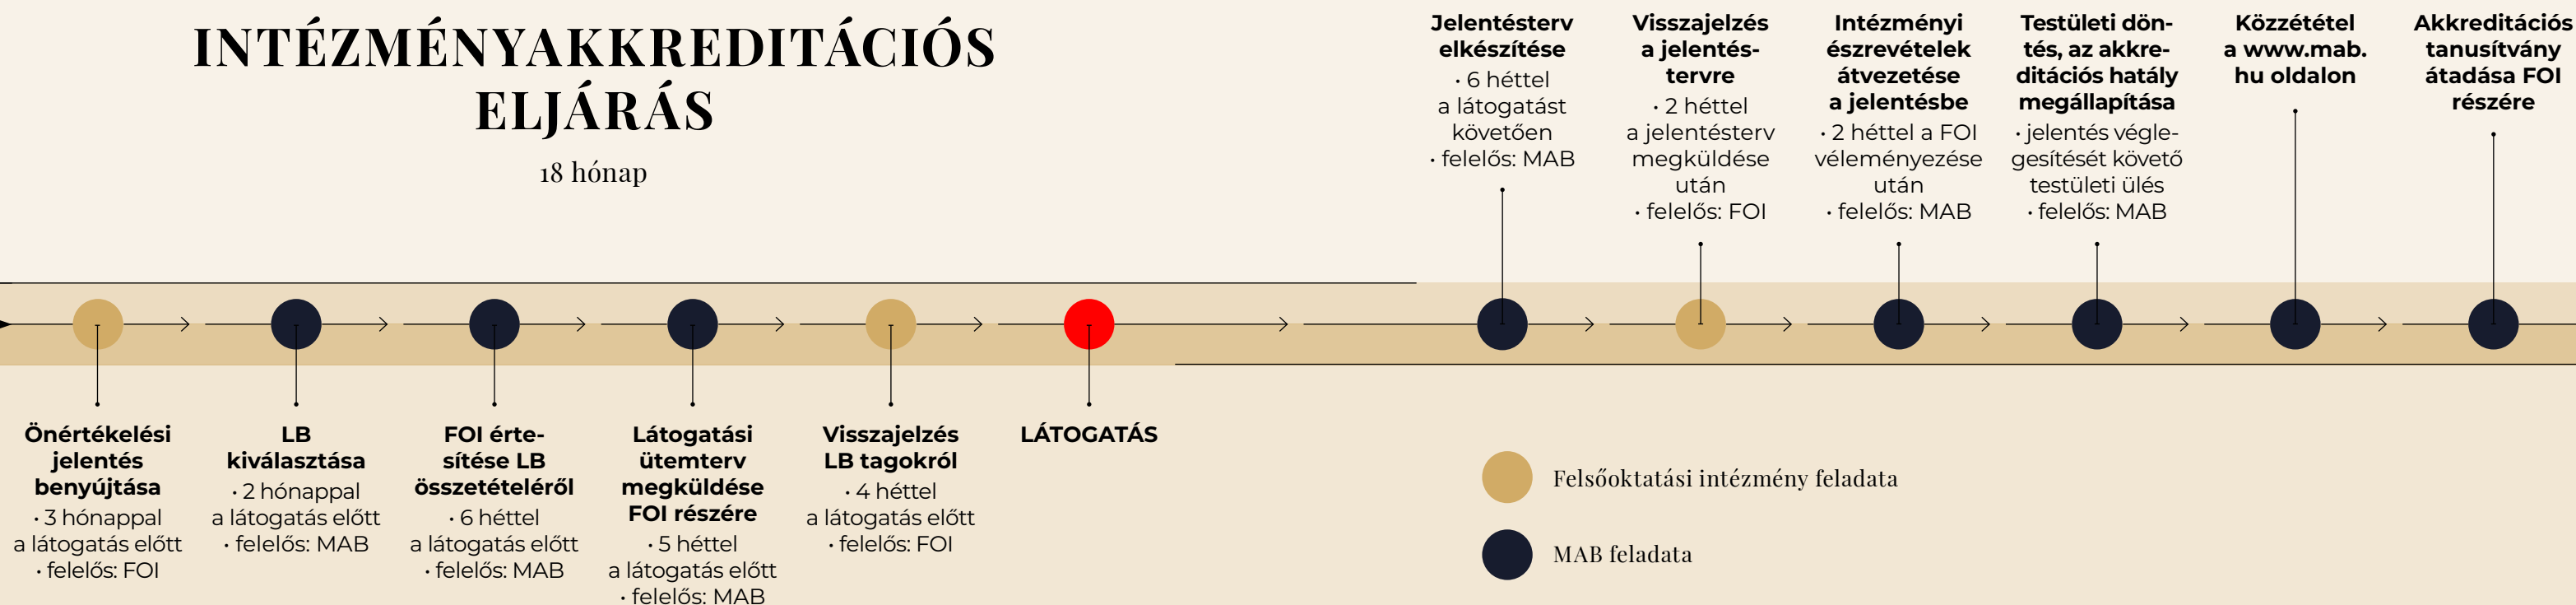 INTÉZMÉNYAKKREDITÁCIÓS
ELJÁRÁS
18 hónap
Önértékelési
jelentés
benyújtása
• 3 hónappal
a látogatás előtt
• felelős: FOI
LB
kiválasztása
• 2 hónappal
a látogatás előtt
• felelős: MAB
FOI érte-
sítése LB
összetételéről
• 6 héttel
a látogatás előtt
• felelős: MAB
Látogatási
ütemterv
megküldése
FOI részére
• 5 héttel
a látogatás előtt
• felelős: MAB
Visszajelzés
LB tagokról
• 4 héttel
a látogatás előtt
• felelős: FOI
LÁTOGATÁS
Jelentésterv
elkészítése
• 6 héttel
a látogatást
követően
• felelős: MAB
Visszajelzés
a jelentés-
tervre
• 2 héttel
a jelentésterv
megküldése
után
• felelős: FOI
Intézményi
észrevételek
átvezetése
a jelentésbe
• 2 héttel a FOI
véleményezése
után
• felelős: MAB
Testületi dön-
tés, az akkre-
ditációs hatály
megállapítása
• jelentés végle-
gesítését követő
testületi ülés
• felelős: MAB
Közzététel
a www.mab.
hu oldalon
Akkreditációs
tanusítvány
átadása FOI
részére
Felsőoktatási intézmény feladata
MAB feladata